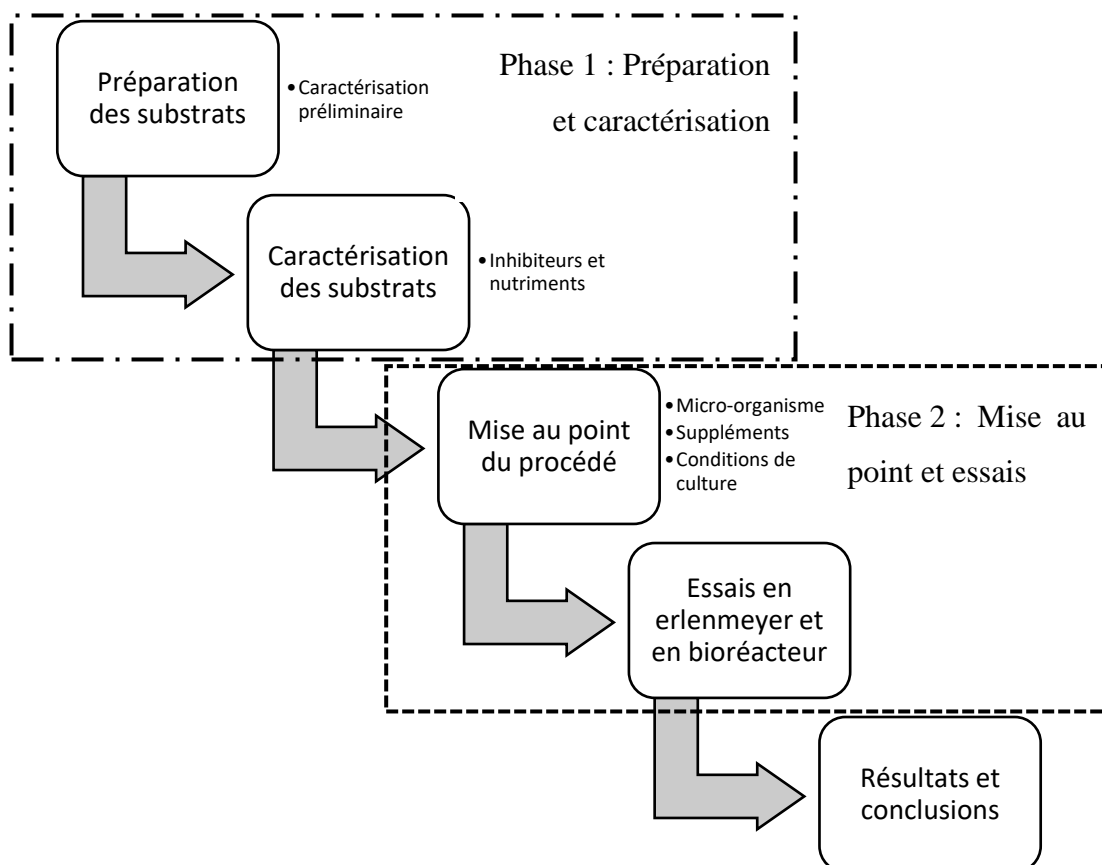 Préparation
des substrats
• Caractérisation
préliminaire
Phase 1 : Préparation
et caractérisation
Caractérisation
des substrats
• Inhibiteurs et
nutriments
Mise au point
du procédé
• Micro-organisme
• Suppléments
• Conditions de
culture
Phase 2 : Mise au
point et essais
Essais en
erlenmeyer et
en bioréacteur
Résultats et
conclusions